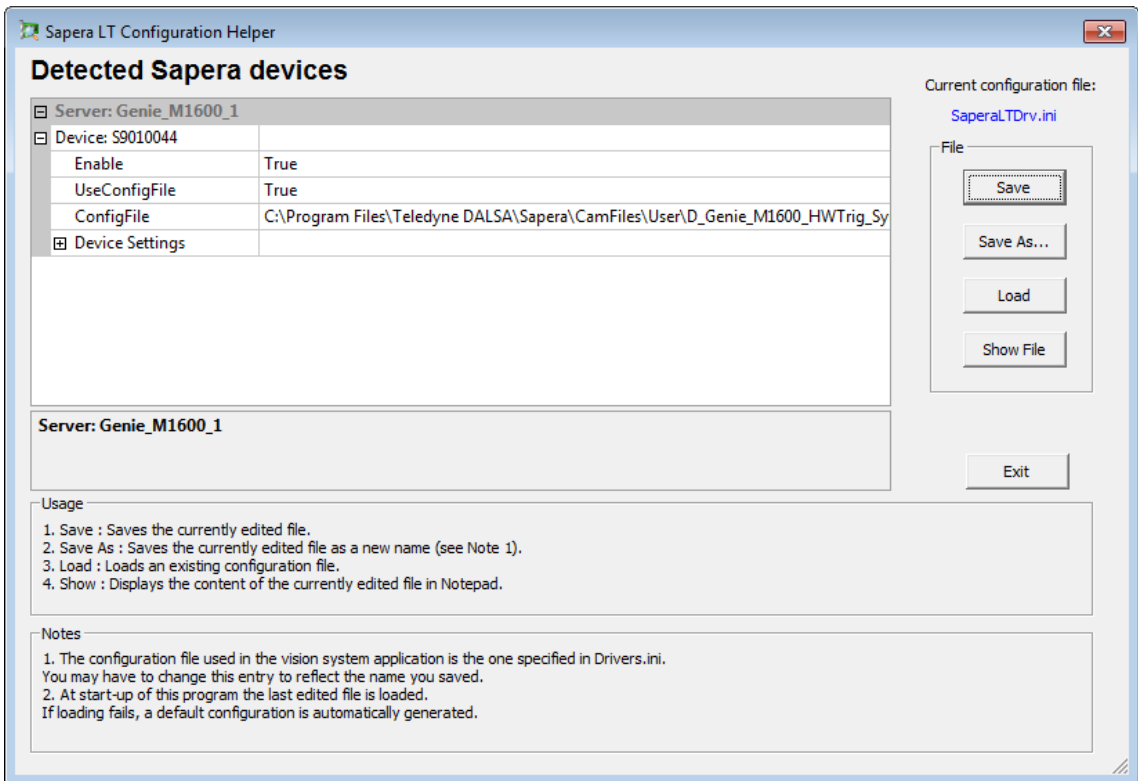 Sapera LT Configuration Helper
Detected Sapera devices
Current configuration file:
SaperaLTDrv.ini
Server: Genie_M1600_1
Device: S9010044
Enable True
UseConfigFile True
ConfigFile C:\Program Files\Teledyne DALSA\Sapera\CamFiles\User\D_Genie_M1600_HWTrig_Sy
Device Settings
File
Save
Save As...
Load
Show File
Server: Genie_M1600_1
Exit
Usage
1. Save : Saves the currently edited file.
2. Save As : Saves the currently edited file as a new name (see Note 1).
3. Load : Loads an existing configuration file.
4. Show : Displays the content of the currently edited file in Notepad.
Notes
1. The configuration file used in the vision system application is the one specified in Drivers.ini.
You may have to change this entry to reflect the name you saved.
2. At start-up of this program the last edited file is loaded.
If loading fails, a default configuration is automatically generated.